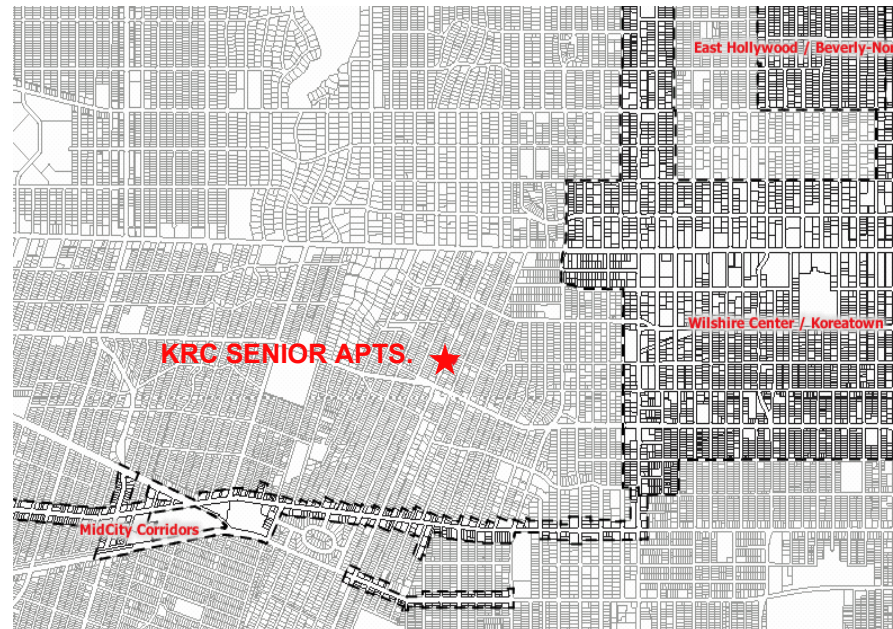 East Hollywood / Beverly-Nor
Wilshire Center / Koreatown
KRC SENIOR APTS.
MidCity Corridors